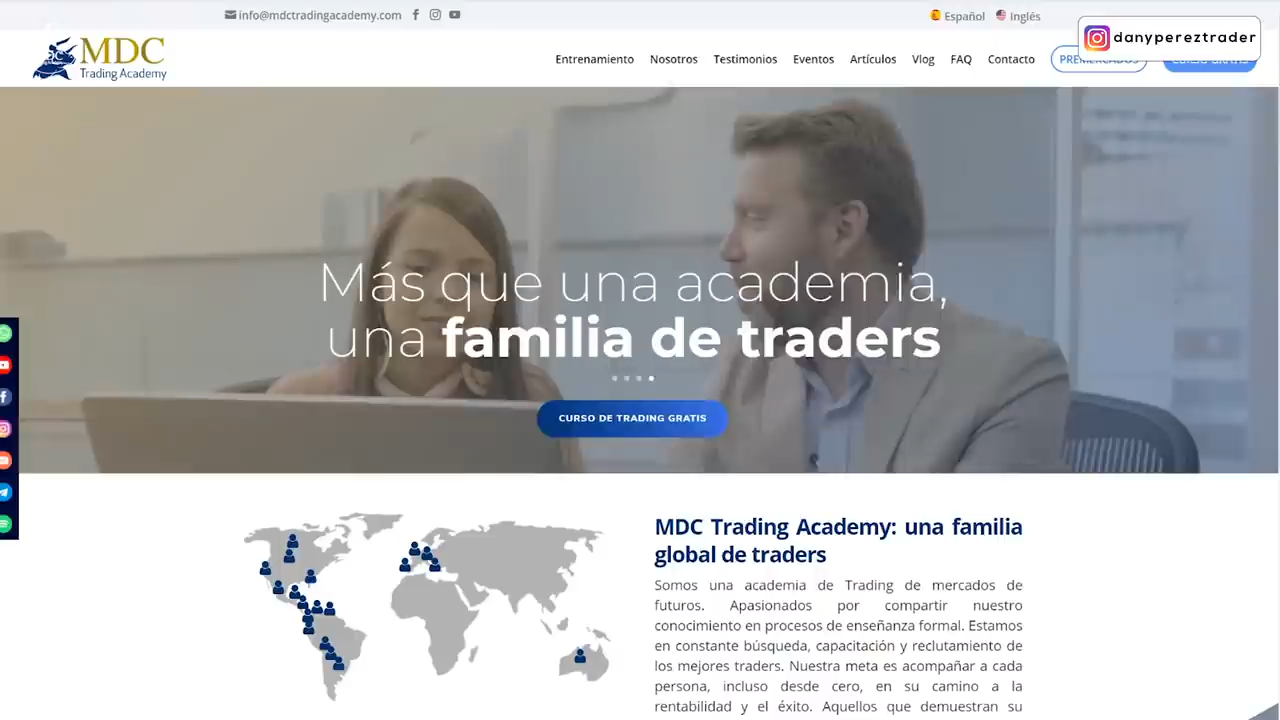 info@mdctradingacademy.com
Español
Inglés
danypereztrader
MDC
Trading Academy
Entrenamiento
Nosotros
Testimonios
Eventos
Artículos
Vlog
FAQ
Contacto
PREMERCADOS
CURSO GRATIS
Más que una academia,
una familia de traders
CURSO DE TRADING GRATIS
MDC Trading Academy: una familia
global de traders
Somos una academia de Trading de mercados de
futuros. Apasionados por compartir nuestro
conocimiento en procesos de enseñanza formal. Estamos
en constante búsqueda, capacitación y reclutamiento de
los mejores traders. Nuestra meta es acompañar a cada
persona, incluso desde cero, en su camino a la
rentabilidad y el éxito. Aquellos que demuestran su